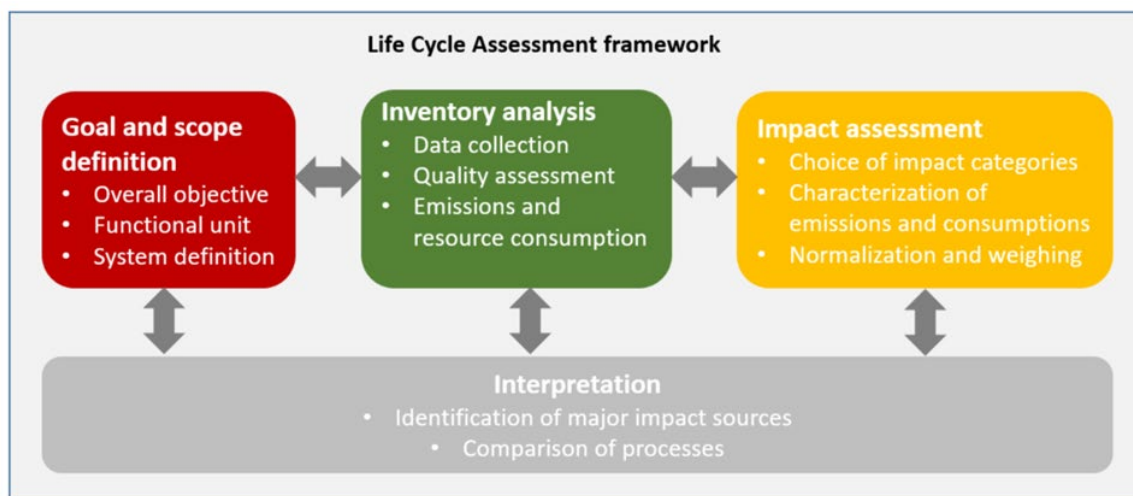 Life Cycle Assessment framework
Goal and scope
definition
• Overall objective
• Functional unit
• System definition
Inventory analysis
• Data collection
• Quality assessment
• Emissions and
resource consumption
Impact assessment
• Choice of impact categories
• Characterization of
emissions and consumptions
• Normalization and weighing
Interpretation
• Identification of major impact sources
• Comparison of processes